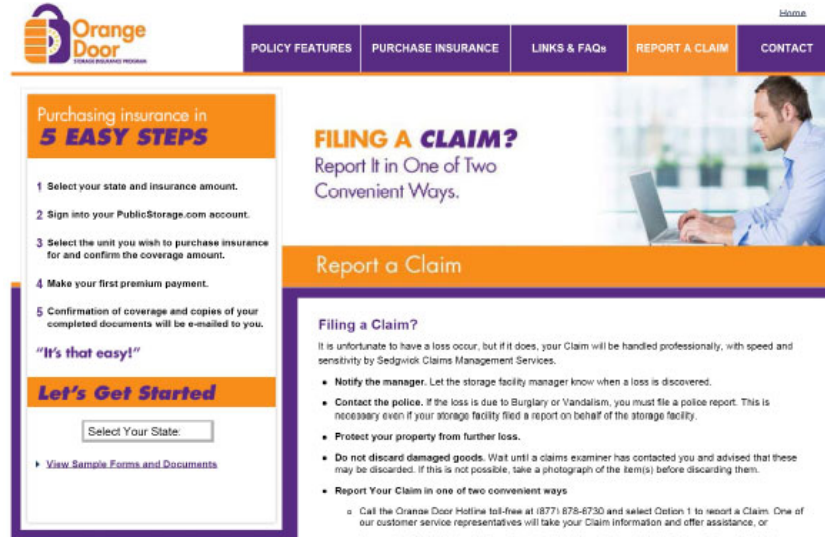 Home
Orange
Door
STORAGE INSURANCE PROGRAM
POLICY FEATURES
PURCHASE INSURANCE
LINKS & FAQs
REPORT A CLAIM
CONTACT
Purchasing insurance in
5 EASY STEPS
1 Select your state and insurance amount.
2 Sign into your PublicStorage.com account.
3 Select the unit you wish to purchase insurance
for and confirm the coverage amount.
4 Make your first premium payment.
5 Confirmation of coverage and copies of your
completed documents will be e-mailed to you.
"It's that easy!"
Let's Get Started
Select Your State:
View Sample Forms and Documents
FILING A CLAIM?
Report It in One of Two
Convenient Ways.
Report a Claim
Filing a Claim?
It is unfortunate to have a loss occur, but if it does, your Claim will be handled professionally, with speed and
sensitivity by Sedgwick Claims Management Services.
• Notify the manager. Let the storage facility manager know when a loss is discovered.
• Contact the police. If the loss is due to Burglary or Vandalism, you must file a police report. This is
necessary even if your storage facility filed a report on behalf of the storage facility.
• Protect your property from further loss.
• Do not discard damaged goods. Wait until a claims examiner has contacted you and advised that these
may be discarded. If this is not possible, take a photograph of the item(s) before discarding them.
• Report Your Claim in one of two convenient ways
o Call the Orange Door Hotline toll-free at (877) 878-6730 and select Option 1 to report a Claim. One of
our customer service representatives will take your Claim information and offer assistance, or